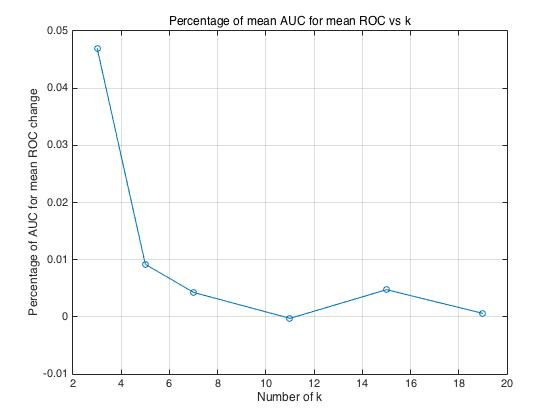 Percentage of mean AUC for mean ROC vs k
Percentage of AUC for mean ROC change
0.05
0.04
0.03
0.02
0.01
0
-0.01
2 4 6 8 10 12 14 16 18 20
Number of k